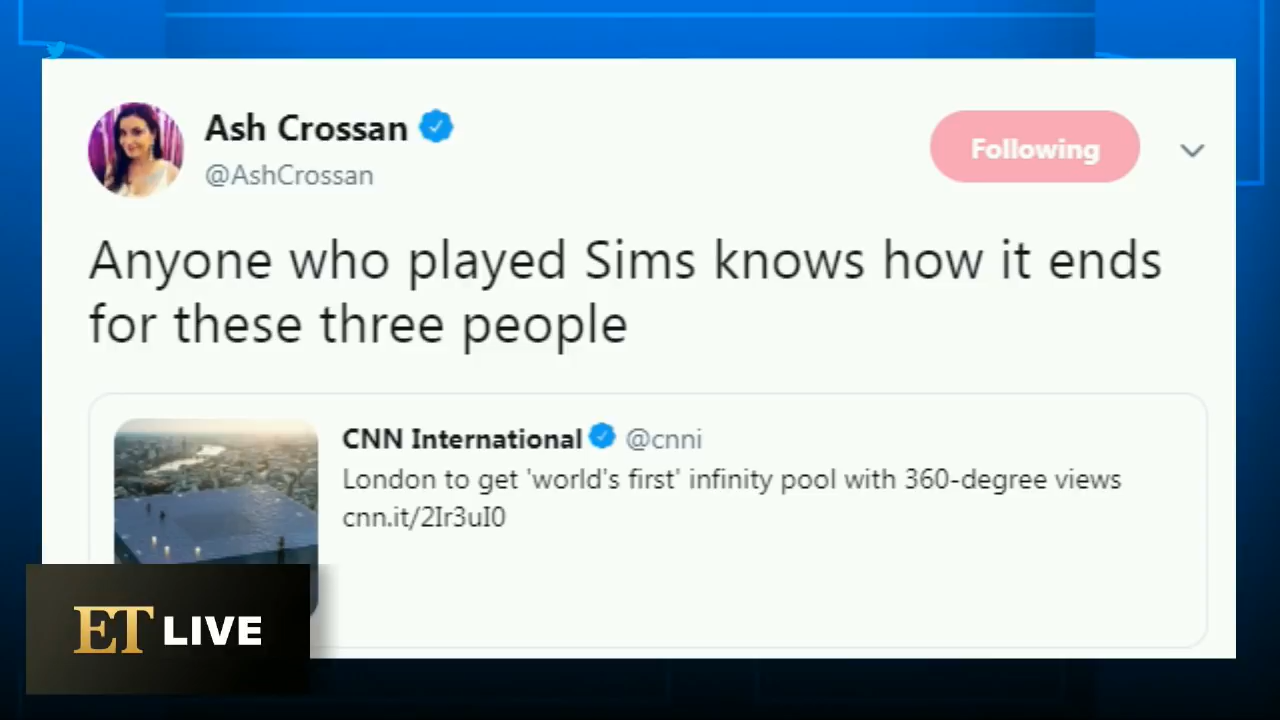 Ash Crossan
@AshCrossan
Following
Anyone who played Sims knows how it ends
for these three people
CNN International @cnni
London to get 'world's first' infinity pool with 360-degree views
cnn.it/2Ir3uI0
ET LIVE